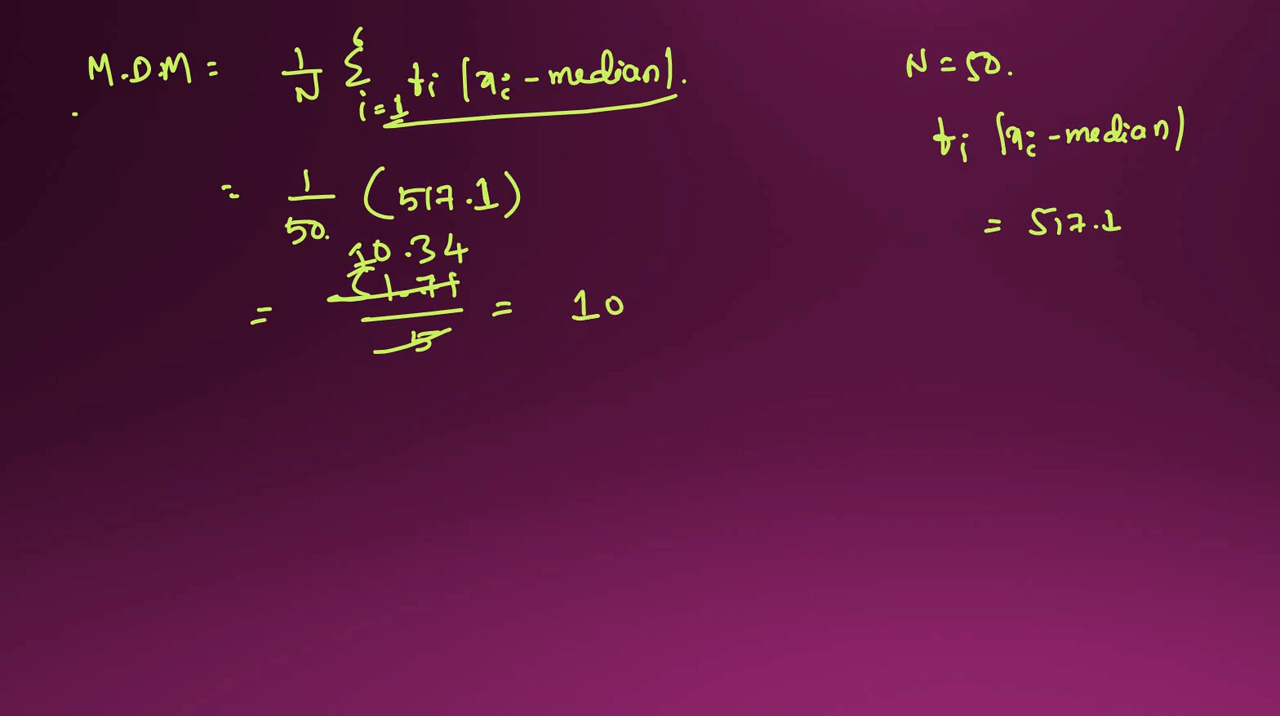 M.D.M = 1/N 6 Σ i=1 fi |xi - median|.
= 1/50. (517.1)
10.34
= 51.71/5 = 10
N = 50.
fi |xi - median|
= 517.1